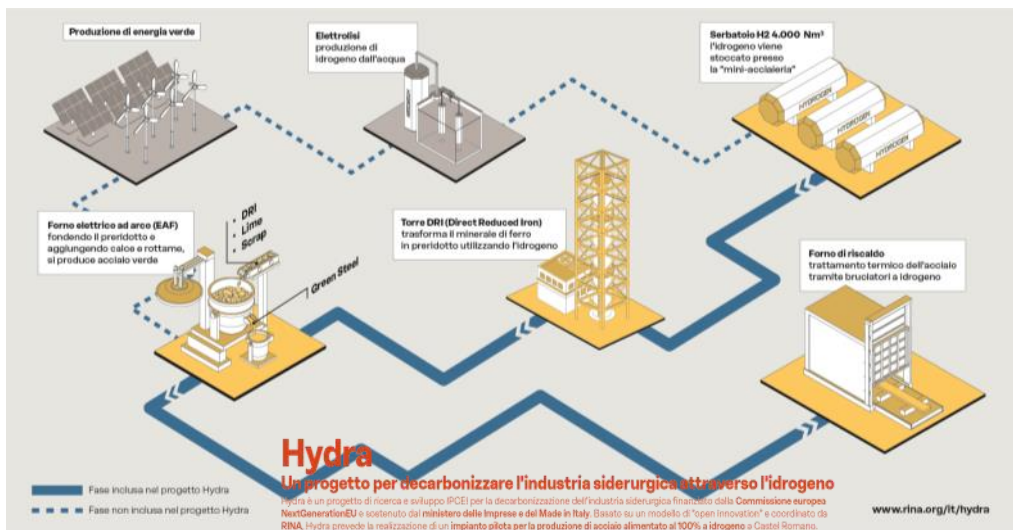 Produzione di energia verde
Elettrolisi
produzione di
idrogeno dall'acqua
Serbatoio H2 4.000 Nm³
l'idrogeno viene
stoccato presso
la "mini-acciaieria"
HYDROGEN
HYDROGEN
HYDROGEN
Forno elettrico ad arco (EAF)
fondendo il preridotto e
aggiungendo calce e rottame,
si produce acciaio verde
• DRI
• Lime
• Scrap
Green Steel
Torre DRI (Direct Reduced Iron)
trasforma il minerale di ferro
in preridotto utilizzando l'idrogeno
Forno di riscaldo
trattamento termico dell'acciaio
tramite bruciatori a idrogeno
Hydra
Un progetto per decarbonizzare l'industria siderurgica attraverso l'idrogeno
Hydra è un progetto di ricerca e sviluppo IPCEI per la decarbonizzazione dell'industria siderurgica finanziato dalla Commissione europea
NextGenerationEU e sostenuto dal ministero delle Imprese e del Made in Italy. Basato su un modello di "open innovation" e coordinato da
RINA, Hydra prevede la realizzazione di un impianto pilota per la produzione di acciaio alimentato al 100% a idrogeno a Castel Romano.
Fase inclusa nel progetto Hydra
Fase non inclusa nel progetto Hydra
www.rina.org/it/hydra